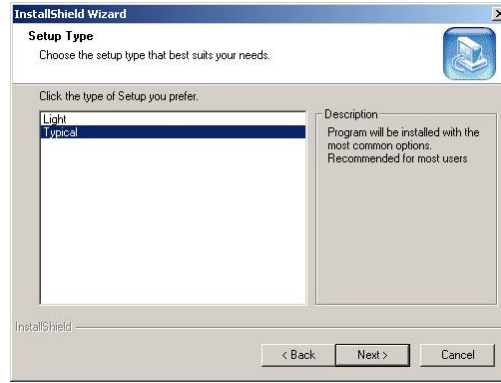 InstallShield Wizard
Setup Type
Choose the setup type that best suits your needs.
Click the type of Setup you prefer.
Light
Typical
Description
Program will be installed with the
most common options.
Recommended for most users
InstallShield
< Back
Next >
Cancel